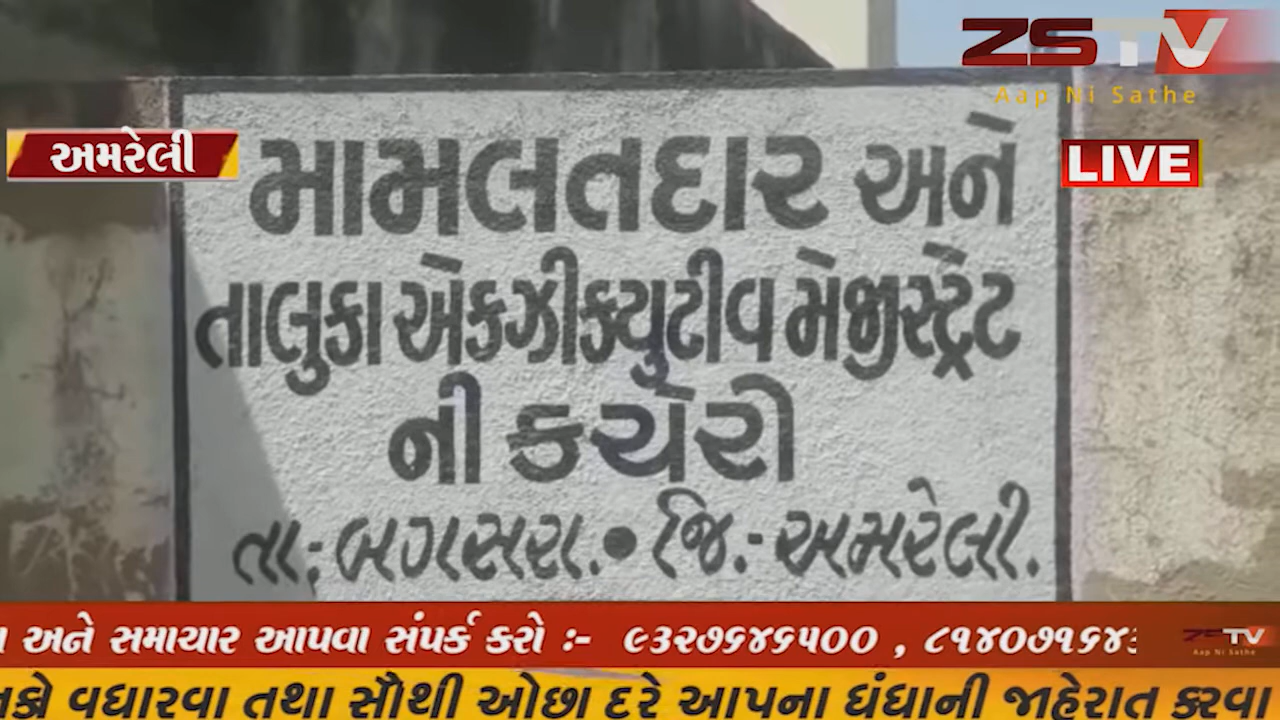 ZSTV
Aap Ni Sathe
અમરેલી
LIVE
મામલતદાર અને
તાલુકા એકઝીક્યુટીવ મેજીસ્ટ્રેટ
ની કચેરી
તા:બગસરા.•જિ.-અમરેલી.
અને સમાચાર આપવા સંપર્ક કરો :- ૯૩૨૭૬૪૬૫૦૦ , ૮૧૪૦૭૧૬૪
ZSTV
Aap Ni Sathe
વધારવા તથા સૌથી ઓછા દરે આપના ધંધાની જાહેરાત કરવા